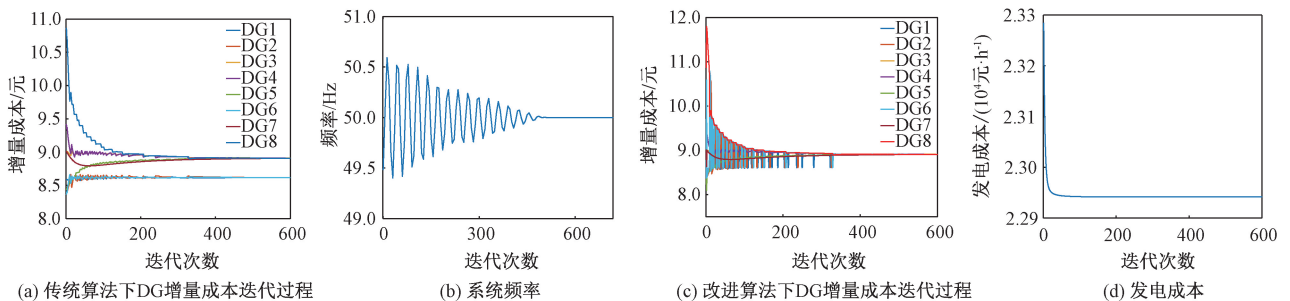 11.0
10.5
10.0
9.5
9.0
8.5
8.0
增量成本/元
0
200
400
600
迭代次数
DG1
DG2
DG3
DG4
DG5
DG6
DG7
DG8
(a) 传统算法下DG增量成本迭代过程
51.0
50.5
50.0
49.5
49.0
频率/Hz
0
300
600
迭代次数
(b) 系统频率
12.0
11.0
10.0
9.0
8.0
增量成本/元
0
200
400
600
迭代次数
DG1
DG2
DG3
DG4
DG5
DG6
DG7
DG8
(c) 改进算法下DG增量成本迭代过程
2.33
2.32
2.31
2.30
2.29
发电成本/(10⁴元·h⁻¹)
0
200
400
600
迭代次数
(d) 发电成本